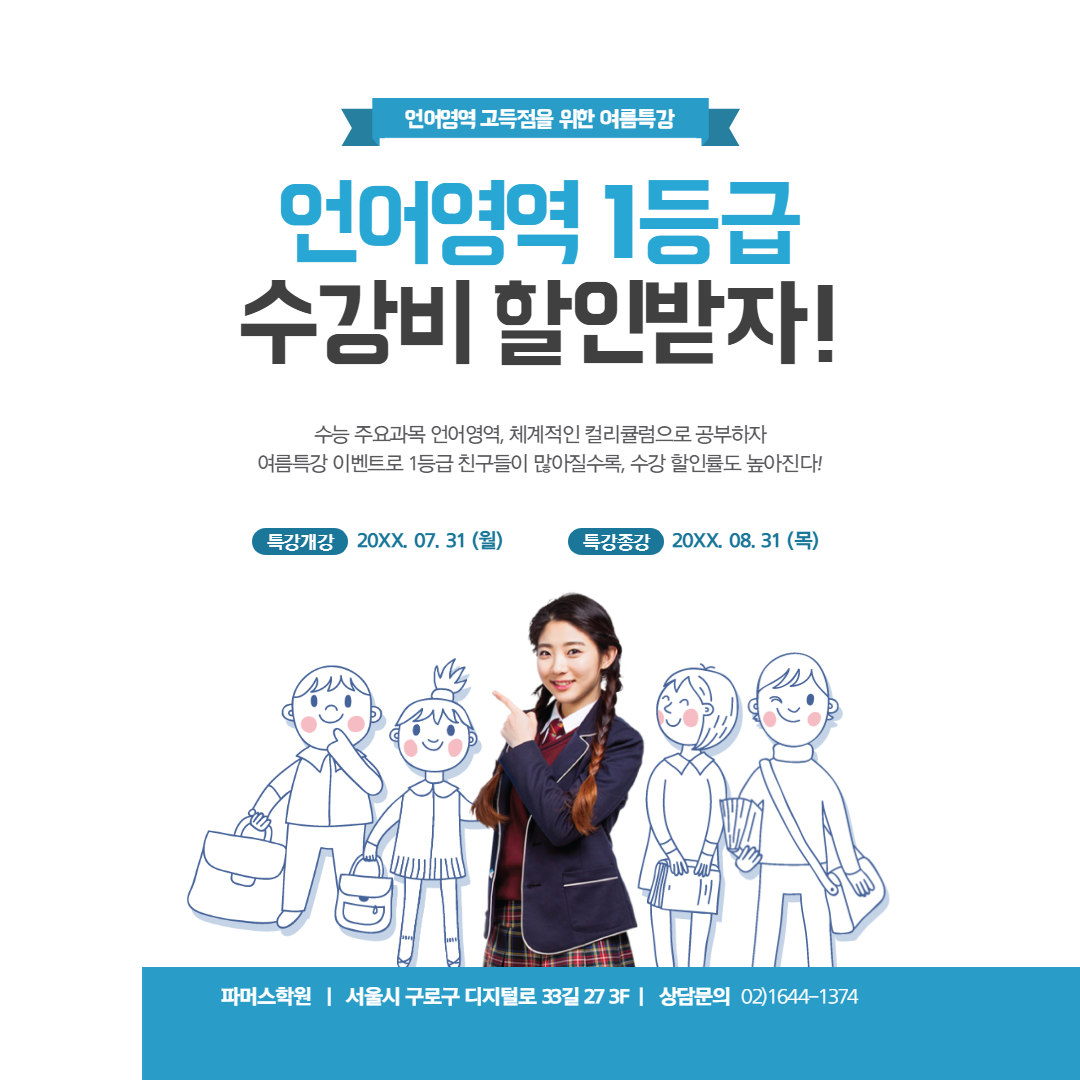 언어영역 고득점을 위한 여름특강
언어영역 1등급
수강비 할인받자!
수능 주요과목 언어영역, 체계적인 컬리큘럼으로 공부하자
여름특강 이벤트로 1등급 친구들이 많아질수록, 수강 할인률도 높아진다!
특강개강 20XX. 07. 31 (월) 특강종강 20XX. 08. 31 (목)
파머스학원 | 서울시 구로구 디지털로 33길 27 3F | 상담문의 02)1644-1374